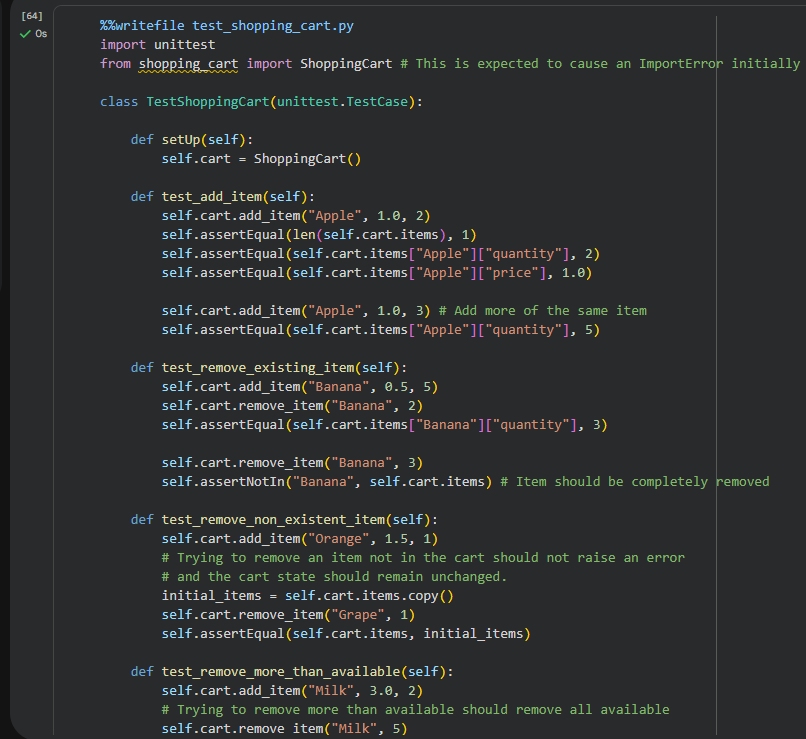 [64]
0s
%%writefile test_shopping_cart.py
import unittest
from shopping_cart import ShoppingCart # This is expected to cause an ImportError initially
class TestShoppingCart(unittest.TestCase):
def setUp(self):
self.cart = ShoppingCart()
def test_add_item(self):
self.cart.add_item("Apple", 1.0, 2)
self.assertEqual(len(self.cart.items), 1)
self.assertEqual(self.cart.items["Apple"]["quantity"], 2)
self.assertEqual(self.cart.items["Apple"]["price"], 1.0)
self.cart.add_item("Apple", 1.0, 3) # Add more of the same item
self.assertEqual(self.cart.items["Apple"]["quantity"], 5)
def test_remove_existing_item(self):
self.cart.add_item("Banana", 0.5, 5)
self.cart.remove_item("Banana", 2)
self.assertEqual(self.cart.items["Banana"]["quantity"], 3)
self.cart.remove_item("Banana", 3)
self.assertNotIn("Banana", self.cart.items) # Item should be completely removed
def test_remove_non_existent_item(self):
self.cart.add_item("Orange", 1.5, 1)
# Trying to remove an item not in the cart should not raise an error
# and the cart state should remain unchanged.
initial_items = self.cart.items.copy()
self.cart.remove_item("Grape", 1)
self.assertEqual(self.cart.items, initial_items)
def test_remove_more_than_available(self):
self.cart.add_item("Milk", 3.0, 2)
# Trying to remove more than available should remove all available
self.cart.remove_item("Milk", 5)